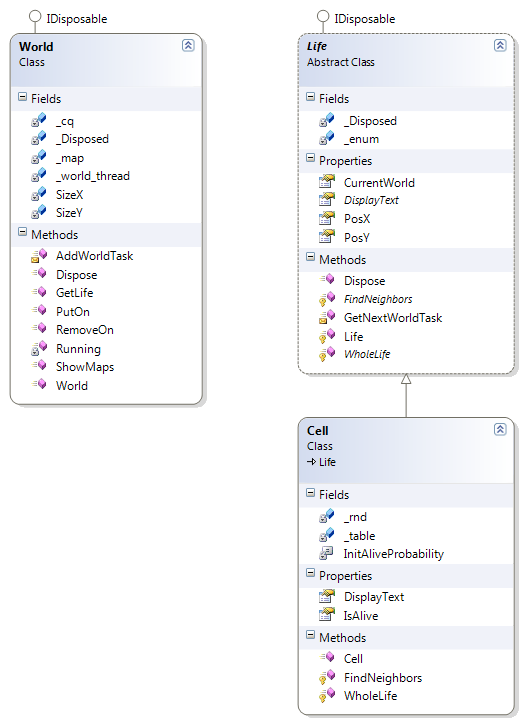 IDisposable
World
Class
Fields
_cq
_Disposed
_map
_world_thread
SizeX
SizeY
Methods
AddWorldTask
Dispose
GetLife
PutOn
RemoveOn
Running
ShowMaps
World
IDisposable
Life
Abstract Class
Fields
_Disposed
_enum
Properties
CurrentWorld
DisplayText
PosX
PosY
Methods
Dispose
FindNeighbors
GetNextWorldTask
Life
WholeLife
Cell
Class
Life
Fields
_rnd
_table
InitAliveProbability
Properties
DisplayText
IsAlive
Methods
Cell
FindNeighbors
WholeLife